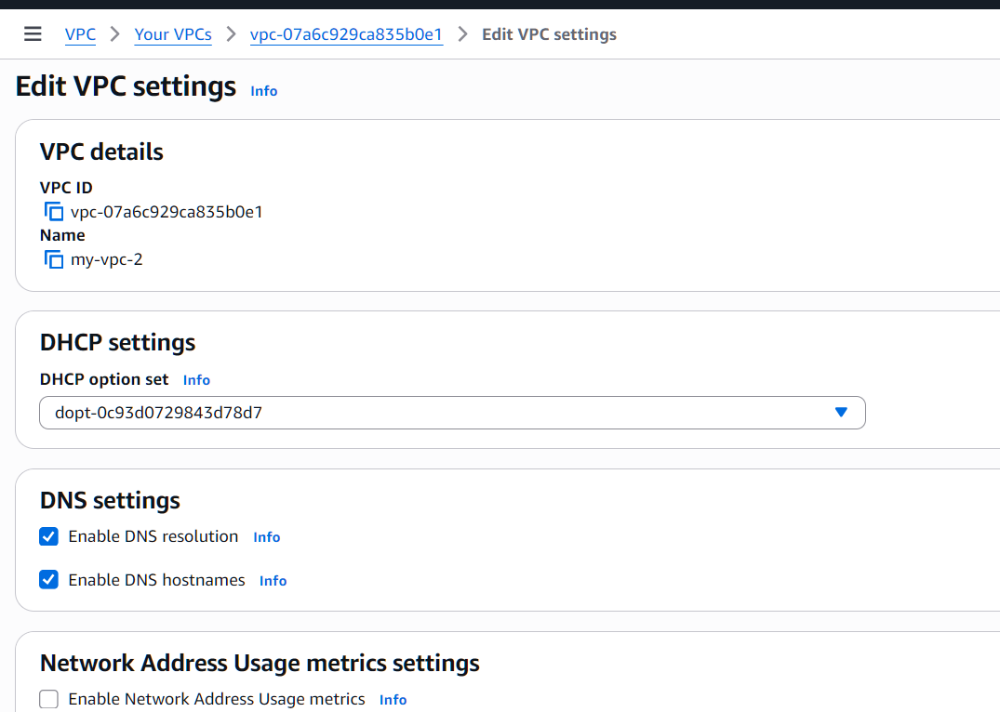 VPC > Your VPCs > vpc-07a6c929ca835b0e1 > Edit VPC settings
Edit VPC settings Info
VPC details
VPC ID
vpc-07a6c929ca835b0e1
Name
my-vpc-2
DHCP settings
DHCP option set Info
dopt-0c93d0729843d78d7
DNS settings
Enable DNS resolution Info
Enable DNS hostnames Info
Network Address Usage metrics settings
Enable Network Address Usage metrics Info